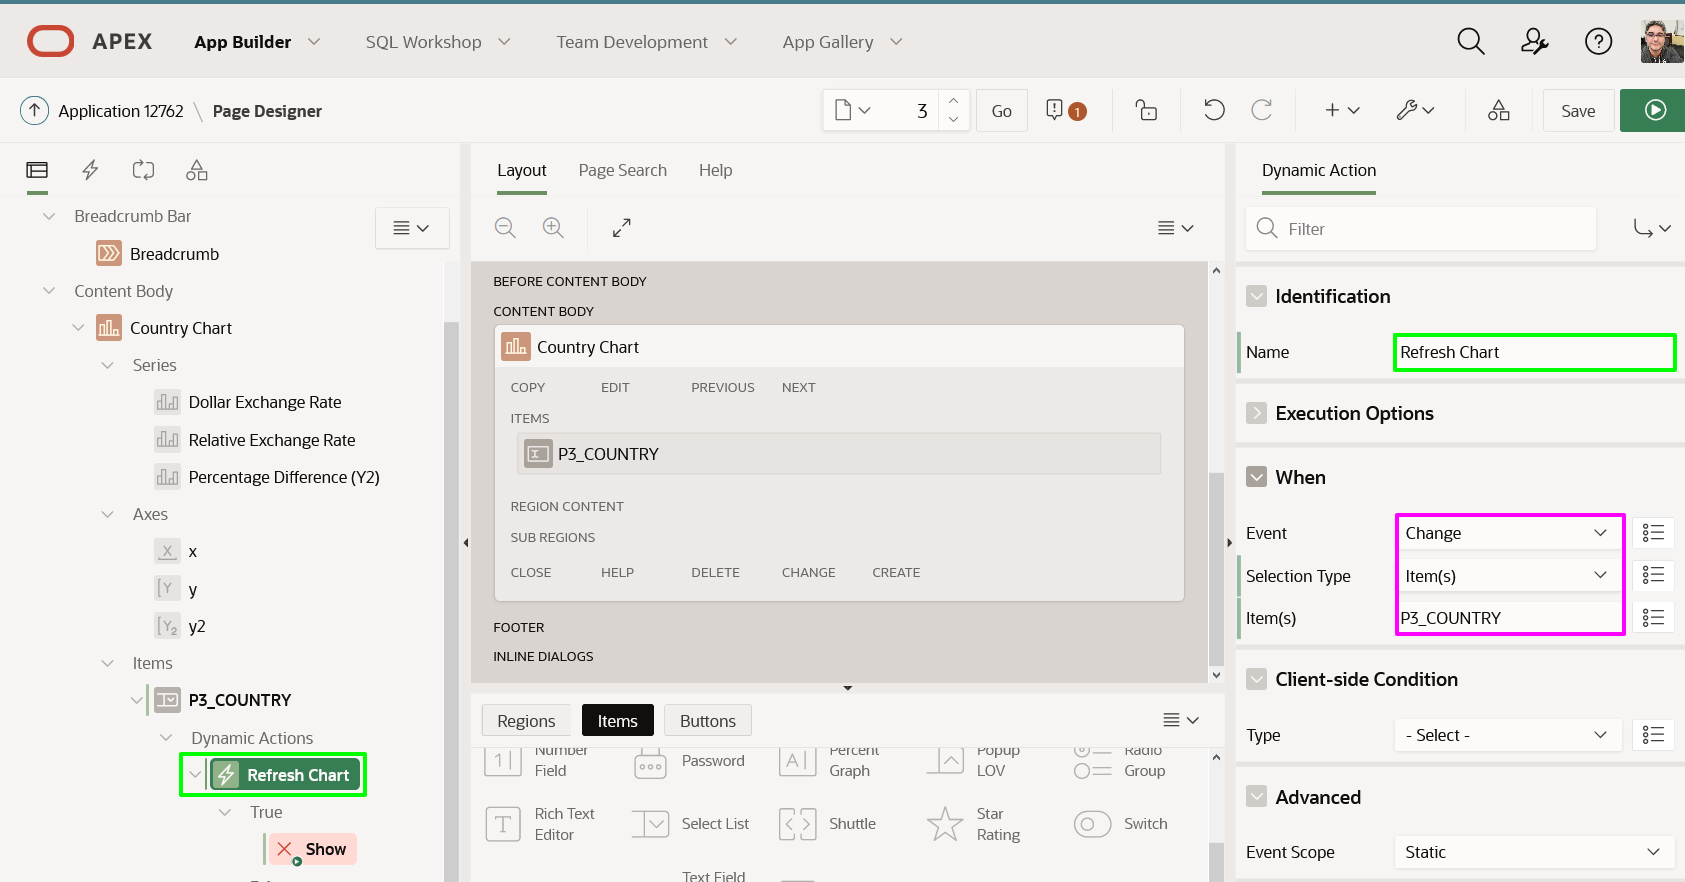 APEX App Builder SQL Workshop Team Development App Gallery
Application 12762 \ Page Designer 3 Go 1 Save
Layout Page Search Help
Dynamic Action
Breadcrumb Bar
Breadcrumb
Content Body
Country Chart
Series
Dollar Exchange Rate
Relative Exchange Rate
Percentage Difference (Y2)
Axes
X x
Y y
Y2 y2
Items
P3_COUNTRY
Dynamic Actions
Refresh Chart
True
Show
BEFORE CONTENT BODY
CONTENT BODY
Country Chart
COPY EDIT PREVIOUS NEXT
ITEMS
P3_COUNTRY
REGION CONTENT
SUB REGIONS
CLOSE HELP DELETE CHANGE CREATE
FOOTER
INLINE DIALOGS
Regions Items Buttons
Number Field
Password
Percent Graph
Popup LOV
Radio Group
Rich Text Editor
Select List
Shuttle
Star Rating
Switch
Text Field
Filter
Identification
Name Refresh Chart
Execution Options
When
Event Change
Selection Type Item(s)
Item(s) P3_COUNTRY
Client-side Condition
Type - Select -
Advanced
Event Scope Static